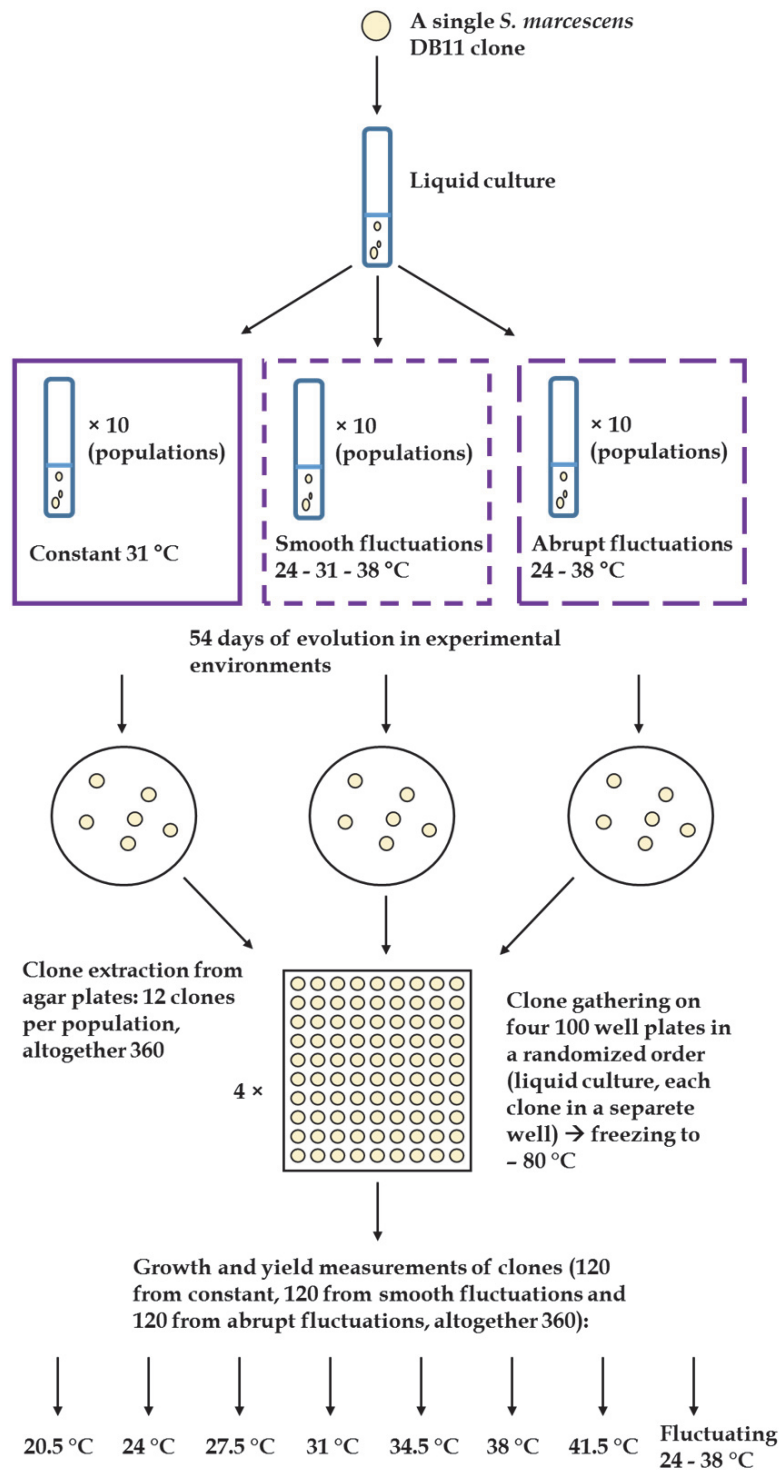 A single S. marcescens
DB11 clone
Liquid culture
× 10
(populations)
Constant 31 °C
× 10
(populations)
Smooth fluctuations
24 - 31 - 38 °C
× 10
(populations)
Abrupt fluctuations
24 - 38 °C
54 days of evolution in experimental
environments
Clone extraction from
agar plates: 12 clones
per population,
altogether 360
4 ×
Clone gathering on
four 100 well plates in
a randomized order
(liquid culture, each
clone in a separete
well) → freezing to
– 80 °C
Growth and yield measurements of clones (120
from constant, 120 from smooth fluctuations and
120 from abrupt fluctuations, altogether 360):
20.5 °C
24 °C
27.5 °C
31 °C
34.5 °C
38 °C
41.5 °C
Fluctuating
24 - 38 °C